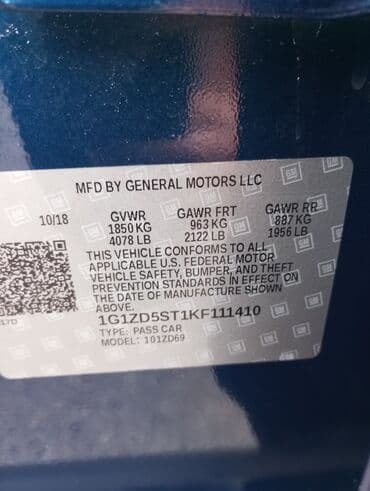 MFD BY GENERAL MOTORS LLC
10/18 GVWR GAWR FRT GAWR RR
1850 KG 963 KG 887 KG
4078 LB 2122 LB 1956 LB
THIS VEHICLE CONFORMS TO ALL
APPLICABLE U.S. FEDERAL MOTOR
VEHICLE SAFETY, BUMPER, AND THEFT
PREVENTION STANDARDS IN EFFECT ON
THE DATE OF MANUFACTURE SHOWN
ABOVE.
1G1ZD5ST1KF111410
TYPE: PASS CAR
MODEL: 101ZD69